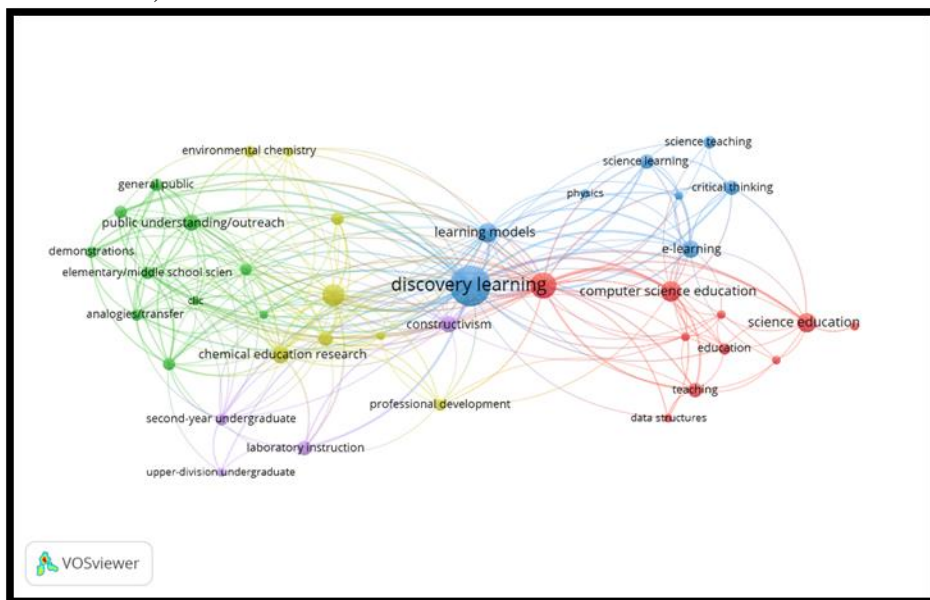 science teaching
environmental chemistry
science learning
general public
critical thinking
physics
public understanding/outreach
learning models
demonstrations
e-learning
elementary/middle school scien
discovery learning
computer science education
clic
analogies/transfer
constructivism
science education
chemical education research
education
teaching
professional development
second-year undergraduate
data structures
laboratory instruction
upper-division undergraduate
VOSviewer